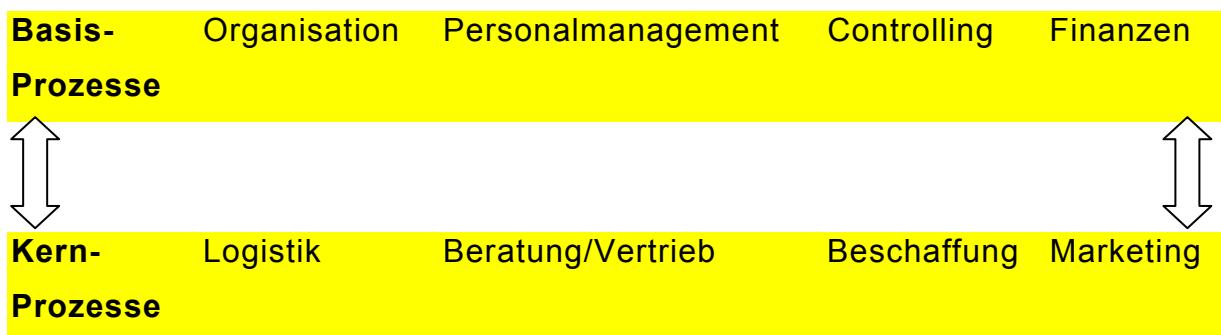 Basis- Organisation Personalmanagement Controlling Finanzen
Prozesse
Kern- Logistik Beratung/Vertrieb Beschaffung Marketing
Prozesse